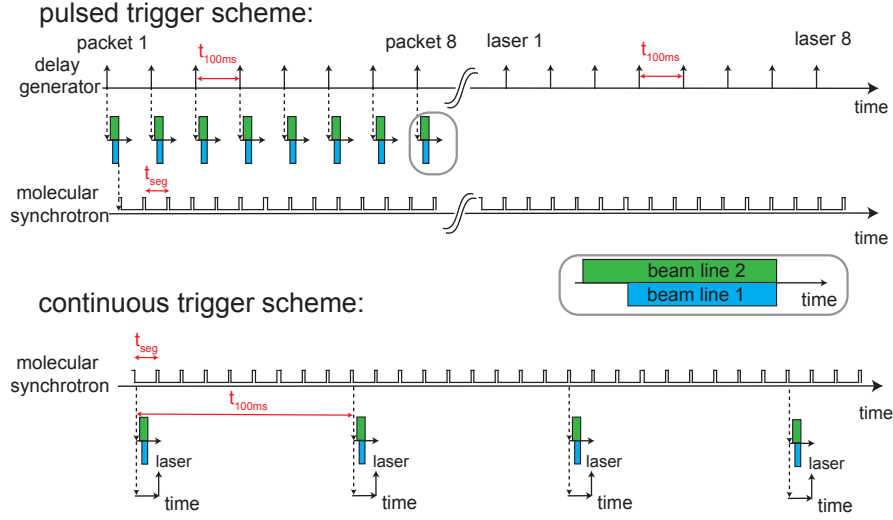 pulsed trigger scheme:
packet 1
packet 8
laser 1
laser 8
delay
generator
t100ms
t100ms
time
tseg
molecular
synchrotron
time
beam line 2
beam line 1
time
continuous trigger scheme:
tseg
molecular
synchrotron
time
t100ms
laser
laser
laser
laser
time
time
time
time